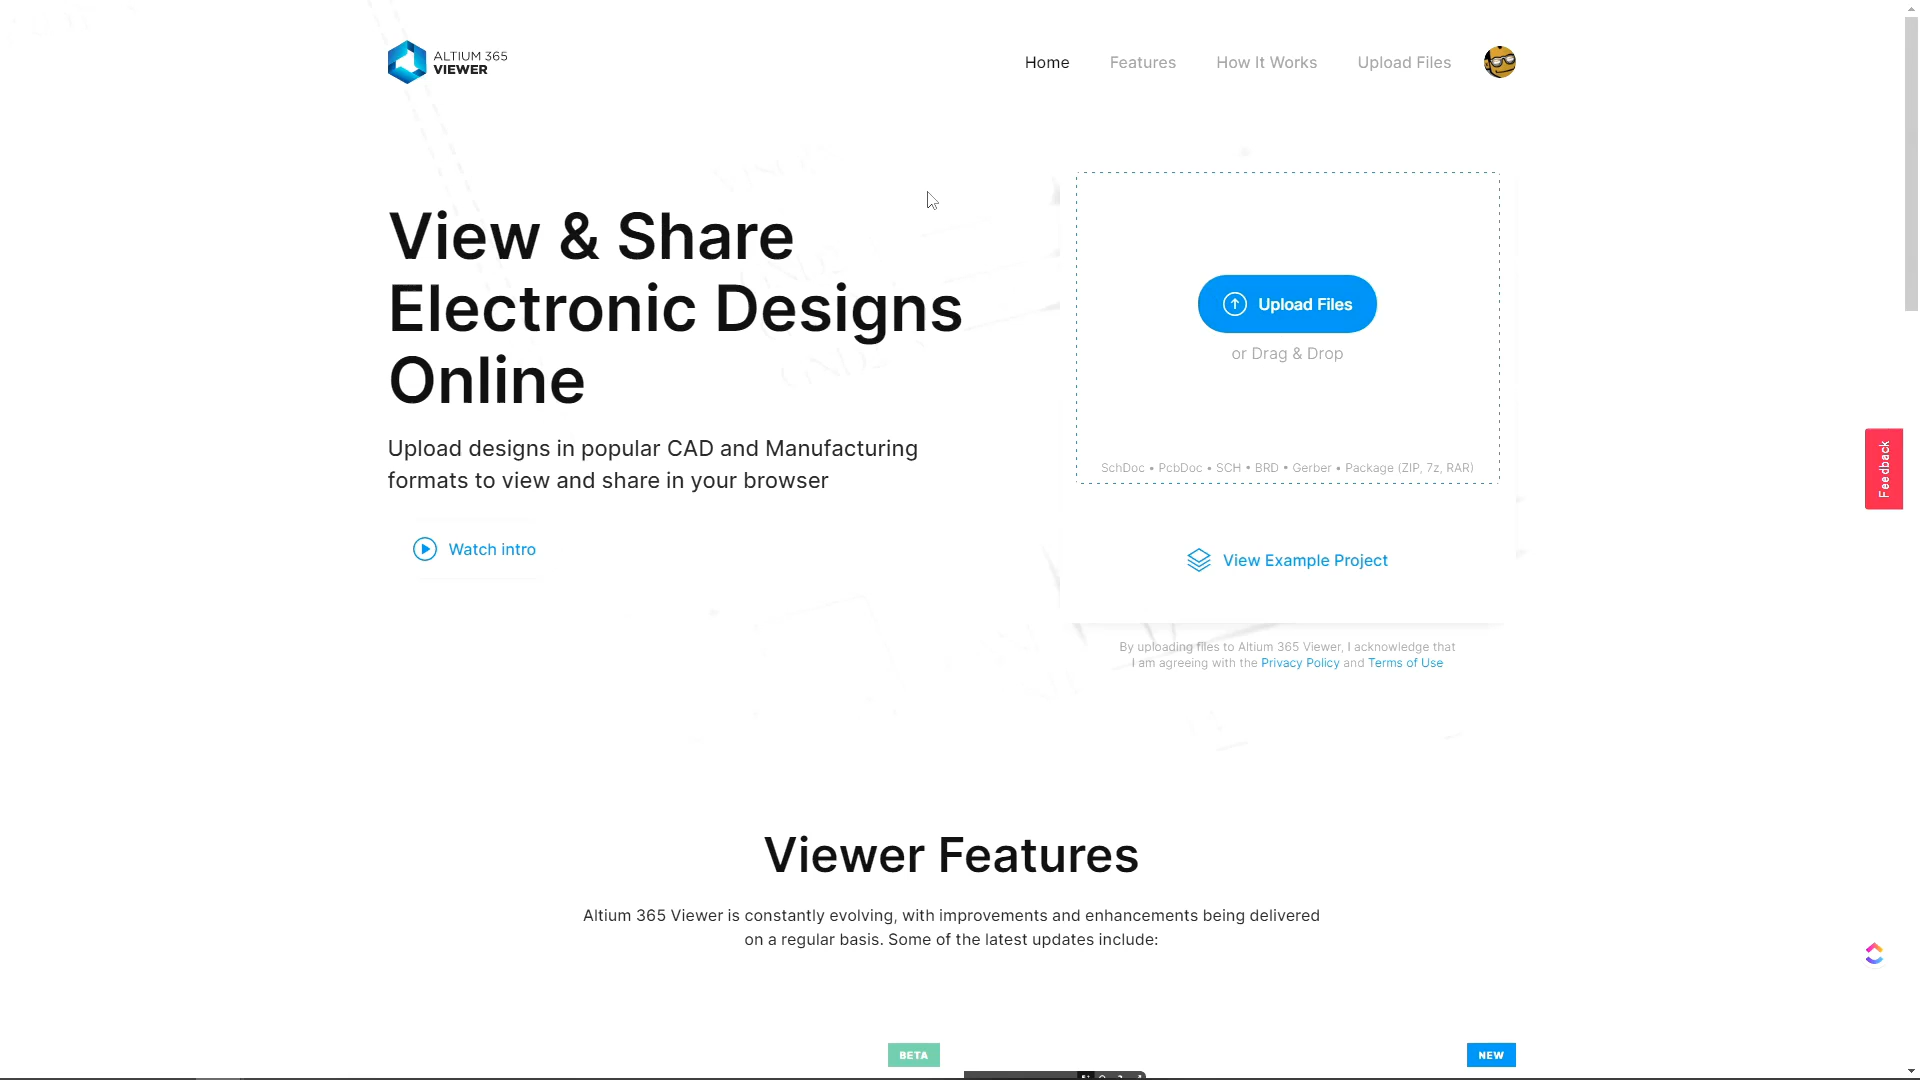 ALTIUM 365
VIEWER
Home
Features
How It Works
Upload Files
View & Share
Electronic Designs
Online
Upload designs in popular CAD and Manufacturing
formats to view and share in your browser
Watch intro
Upload Files
or Drag & Drop
SchDoc • PcbDoc • SCH • BRD • Gerber • Package (ZIP, 7z, RAR)
View Example Project
By uploading files to Altium 365 Viewer, I acknowledge that
I am agreeing with the Privacy Policy and Terms of Use
Feedback
Viewer Features
Altium 365 Viewer is constantly evolving, with improvements and enhancements being delivered
on a regular basis. Some of the latest updates include:
BETA
NEW